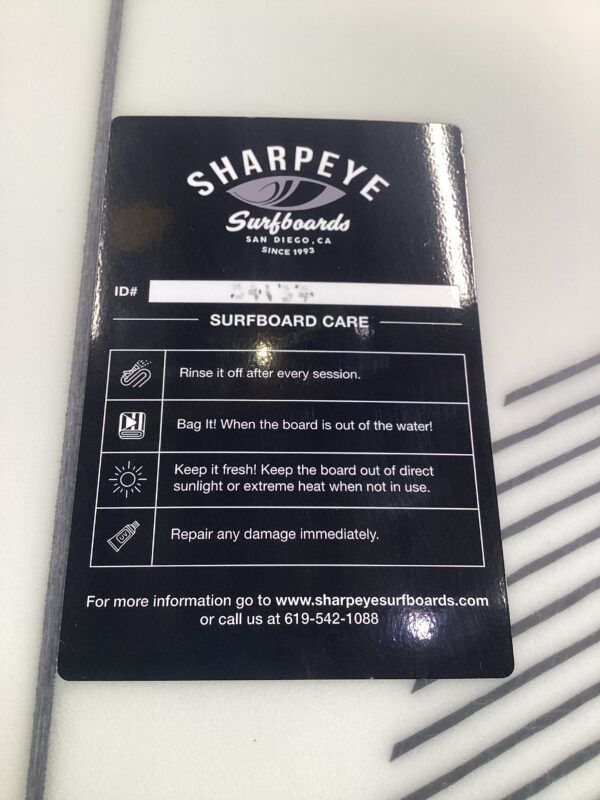 SHARPEYE
Surfboards
SAN DIEGO, CA
SINCE 1993
ID#
SURFBOARD CARE
Rinse it off after every session.
Bag It! When the board is out of the water!
Keep it fresh! Keep the board out of direct
sunlight or extreme heat when not in use.
UV
Repair any damage immediately.
For more information go to www.sharpeyesurfboards.com
or call us at 619-542-1088